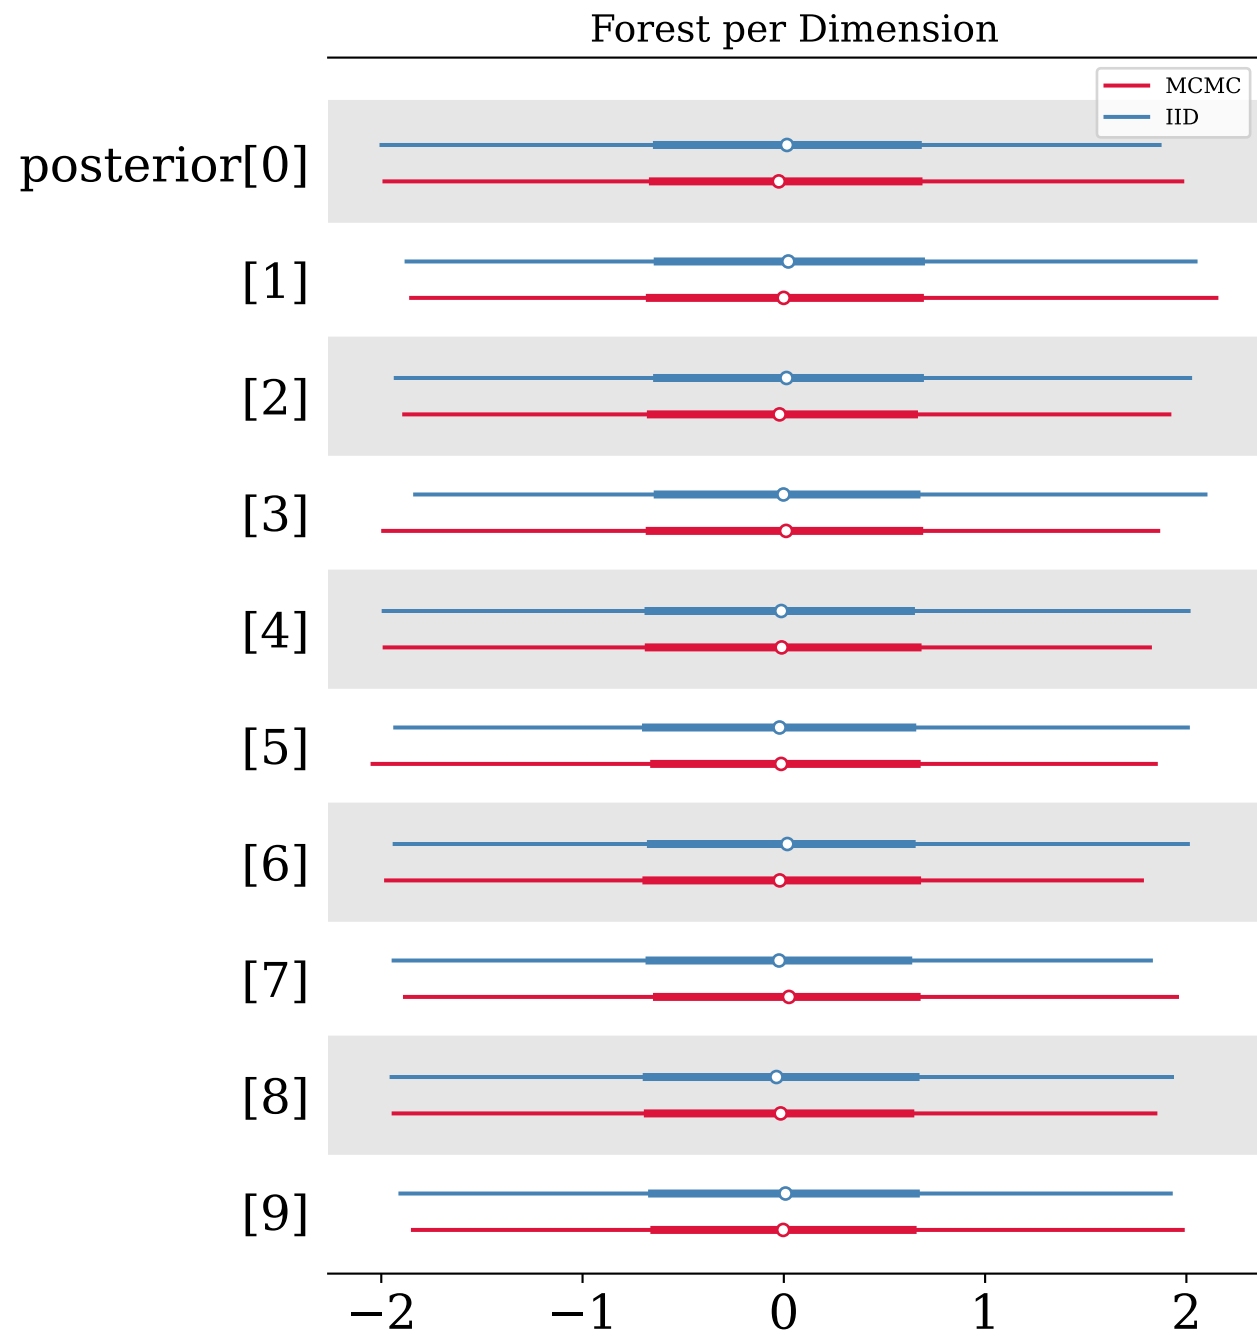 Forest per Dimension
MCMC
IID
posterior[0]
[1]
[2]
[3]
[4]
[5]
[6]
[7]
[8]
[9]
−2 −1 0 1 2